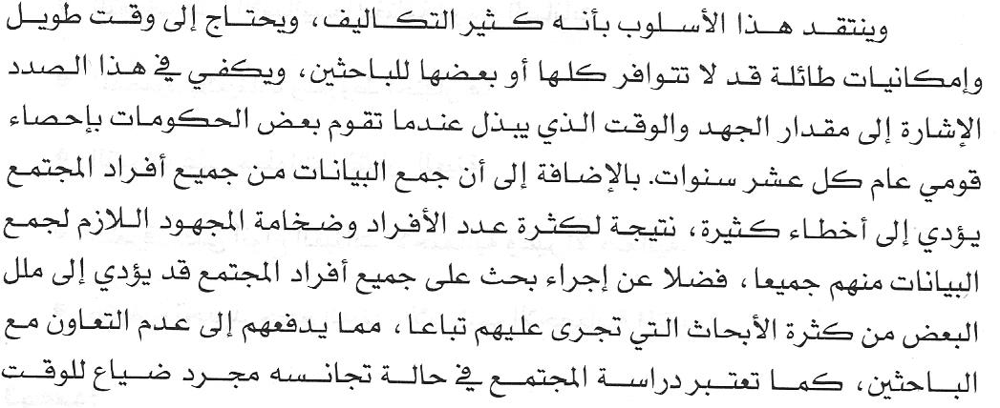 وينتقد هذا الأسلوب بأنه كثير التكاليف، ويحتاج إلى وقت طويل
وإمكانيات طائلة قد لا تتوافر كلها أو بعضها للباحثين، ويكفي في هذا الصدد
الإشارة إلى مقدار الجهد والوقت الذي يبذل عندما تقوم بعض الحكومات بإحصاء
قومي عام كل عشر سنوات. بالإضافة إلى أن جمع البيانات من جميع أفراد المجتمع
يؤدي إلى أخطاء كثيرة، نتيجة لكثرة عدد الأفراد وضخامة المجهود اللازم لجمع
البيانات منهم جميعا، فضلا عن إجراء بحث على جميع أفراد المجتمع قد يؤدي إلى ملل
البعض من كثرة الأبحاث التي تجرى عليهم تباعا، مما يدفعهم إلى عدم التعاون مع
الباحثين، كما تعتبر دراسة المجتمع في حالة تجانسه مجرد ضياع للوقت